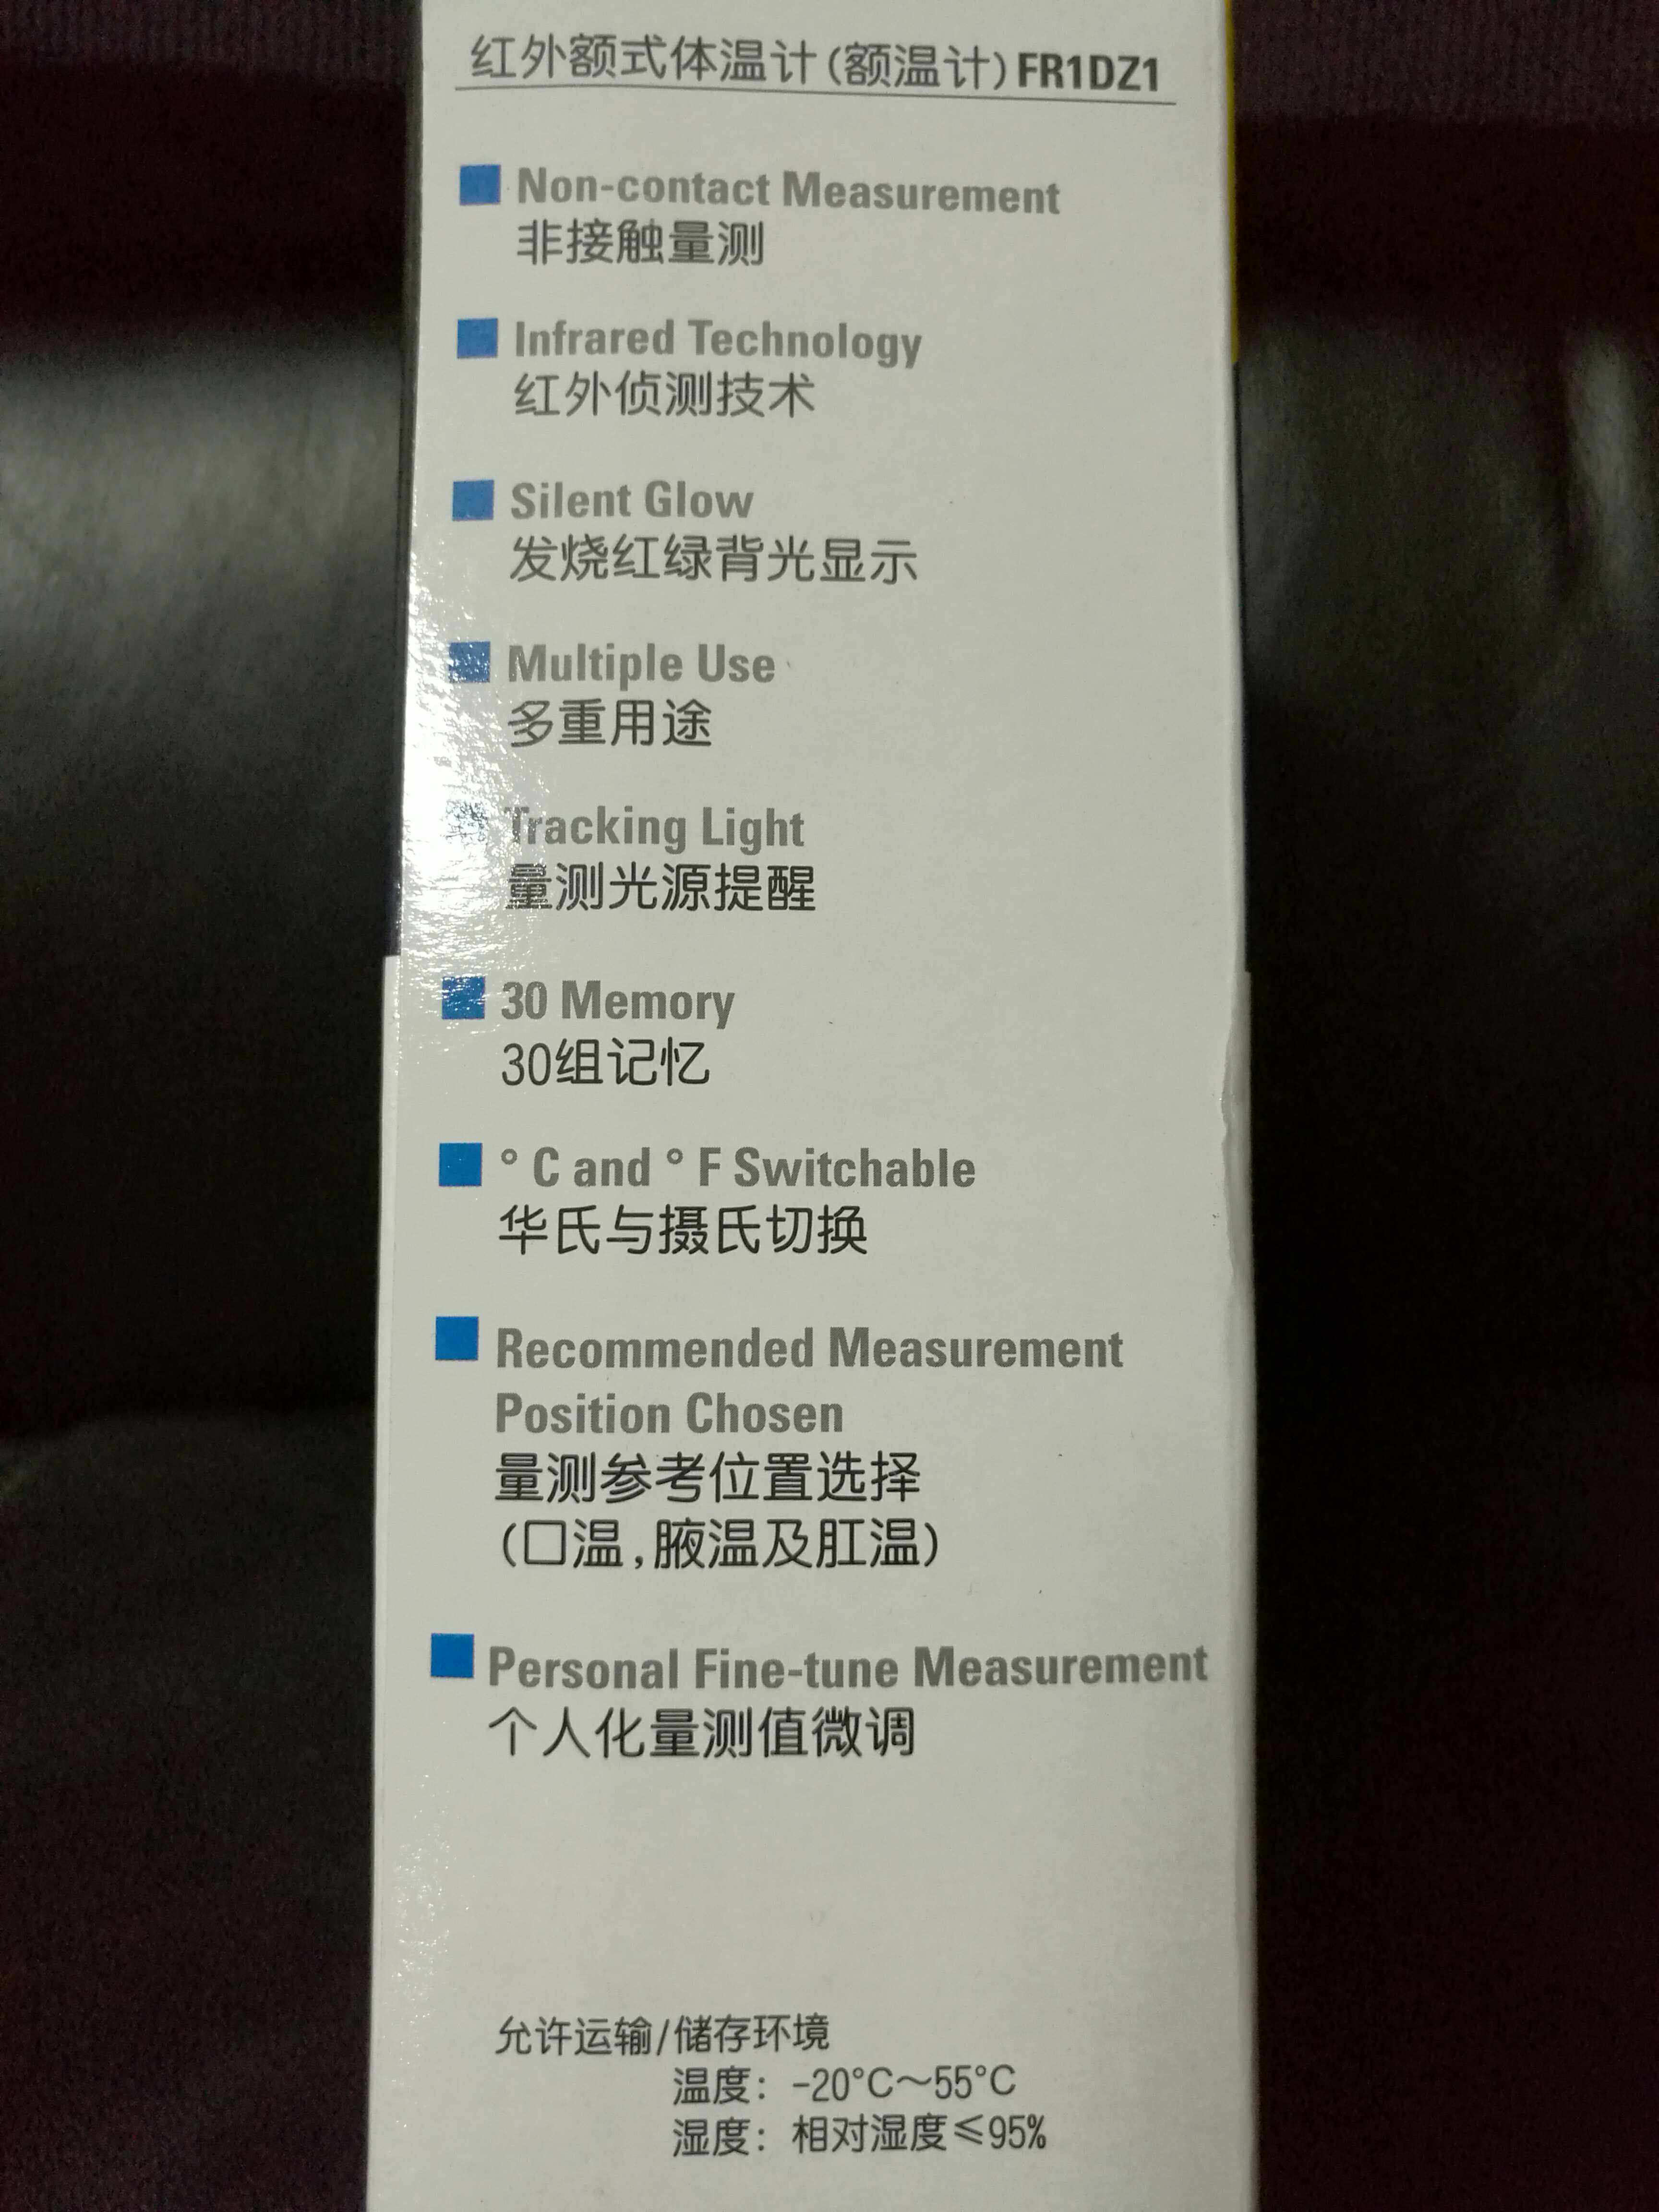 红外额式体温计(额温计)FR1DZ1
Non-contact Measurement
非接触量测
Infrared Technology
红外侦测技术
Silent Glow
发烧红绿背光显示
Multiple Use
多重用途
Tracking Light
量测光源提醒
30 Memory
30组记忆
° C and ° F Switchable
华氏与摄氏切换
Recommended Measurement
Position Chosen
量测参考位置选择
(口温,腋温及肛温)
Personal Fine-tune Measurement
个人化量测值微调
允许运输/储存环境
温度: -20°C～55°C
湿度: 相对湿度≤95%